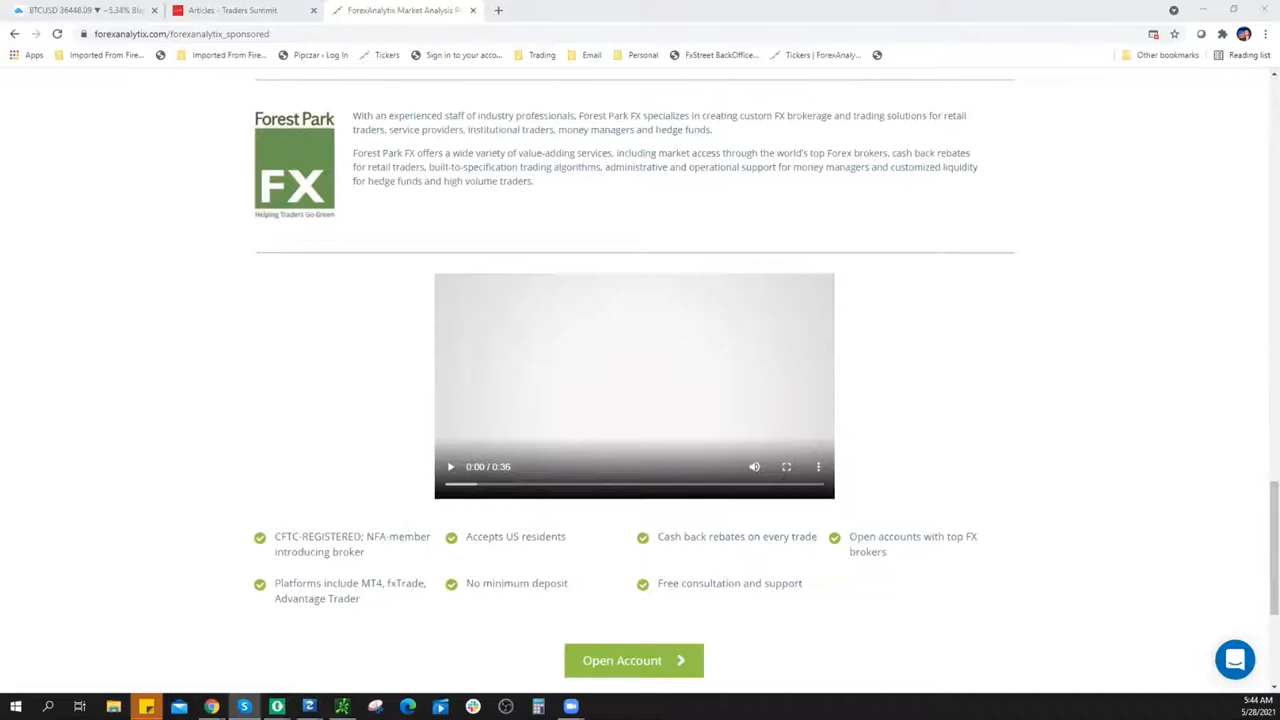 BTCUSD 36448.09 ▼ −5.34%
Articles - Traders Summit
ForexAnalytix Market Analysis P
forexanalytix.com/forexanalytix_sponsored
Apps
Imported From Fire...
Imported From Fire...
Pipczar › Log In
Tickers
Sign in to your acco...
Trading
Email
Personal
FxStreet BackOffice...
Tickers | ForexAnaly...
Other bookmarks
Reading list
Forest Park
FX
Helping Traders Go Green
With an experienced staff of industry professionals, Forest Park FX specializes in creating custom FX brokerage and trading solutions for retail
traders, service providers, institutional traders, money managers and hedge funds.
Forest Park FX offers a wide variety of value-adding services, including market access through the world's top Forex brokers, cash back rebates
for retail traders, built-to-specification trading algorithms, administrative and operational support for money managers and customized liquidity
for hedge funds and high volume traders.
0:00 / 0:36
CFTC-REGISTERED; NFA-member
introducing broker
Accepts US residents
Cash back rebates on every trade
Open accounts with top FX
brokers
Platforms include MT4, fxTrade,
Advantage Trader
No minimum deposit
Free consultation and support
Open Account
5:44 AM
5/28/2021